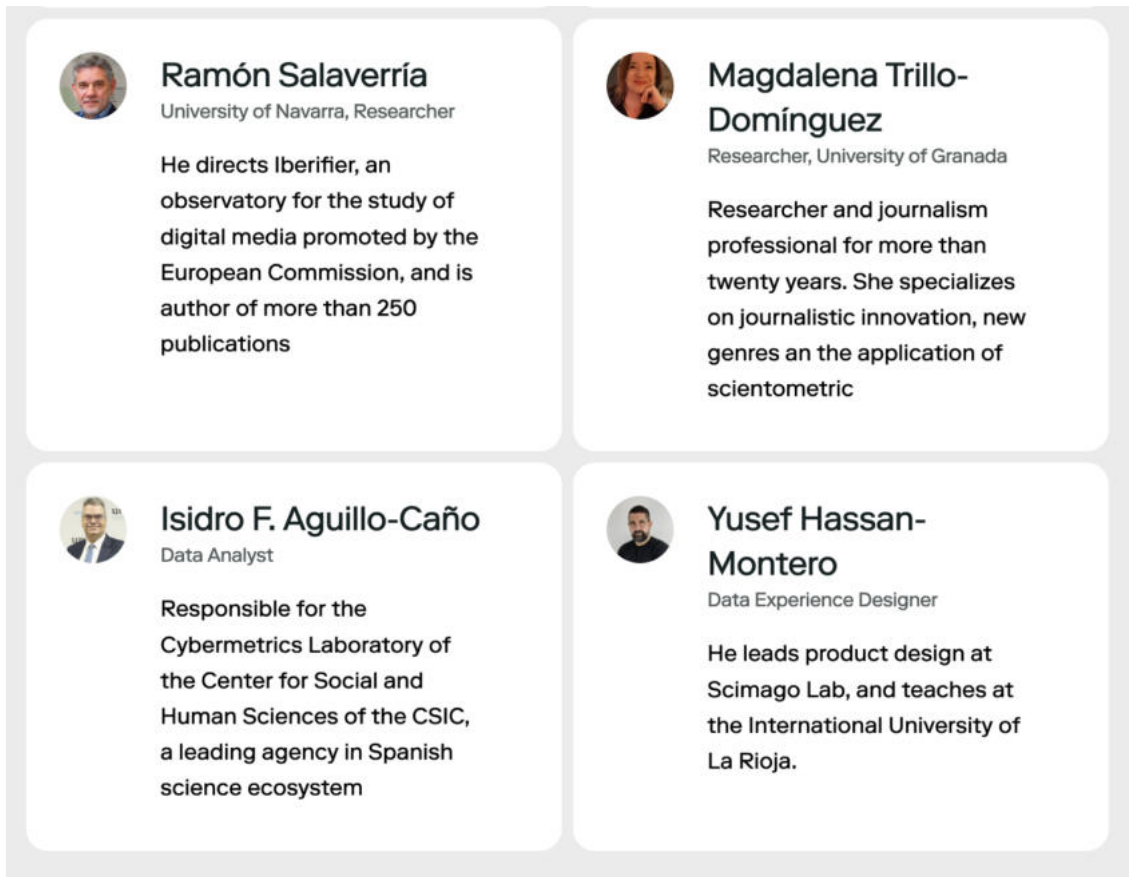 Ramón Salaverría
University of Navarra, Researcher
He directs Iberifier, an
observatory for the study of
digital media promoted by the
European Commission, and is
author of more than 250
publications
Magdalena Trillo-
Domínguez
Researcher, University of Granada
Researcher and journalism
professional for more than
twenty years. She specializes
on journalistic innovation, new
genres an the application of
scientometric
Isidro F. Aguillo-Caño
Data Analyst
Responsible for the
Cybermetrics Laboratory of
the Center for Social and
Human Sciences of the CSIC,
a leading agency in Spanish
science ecosystem
Yusef Hassan-
Montero
Data Experience Designer
He leads product design at
Scimago Lab, and teaches at
the International University of
La Rioja.